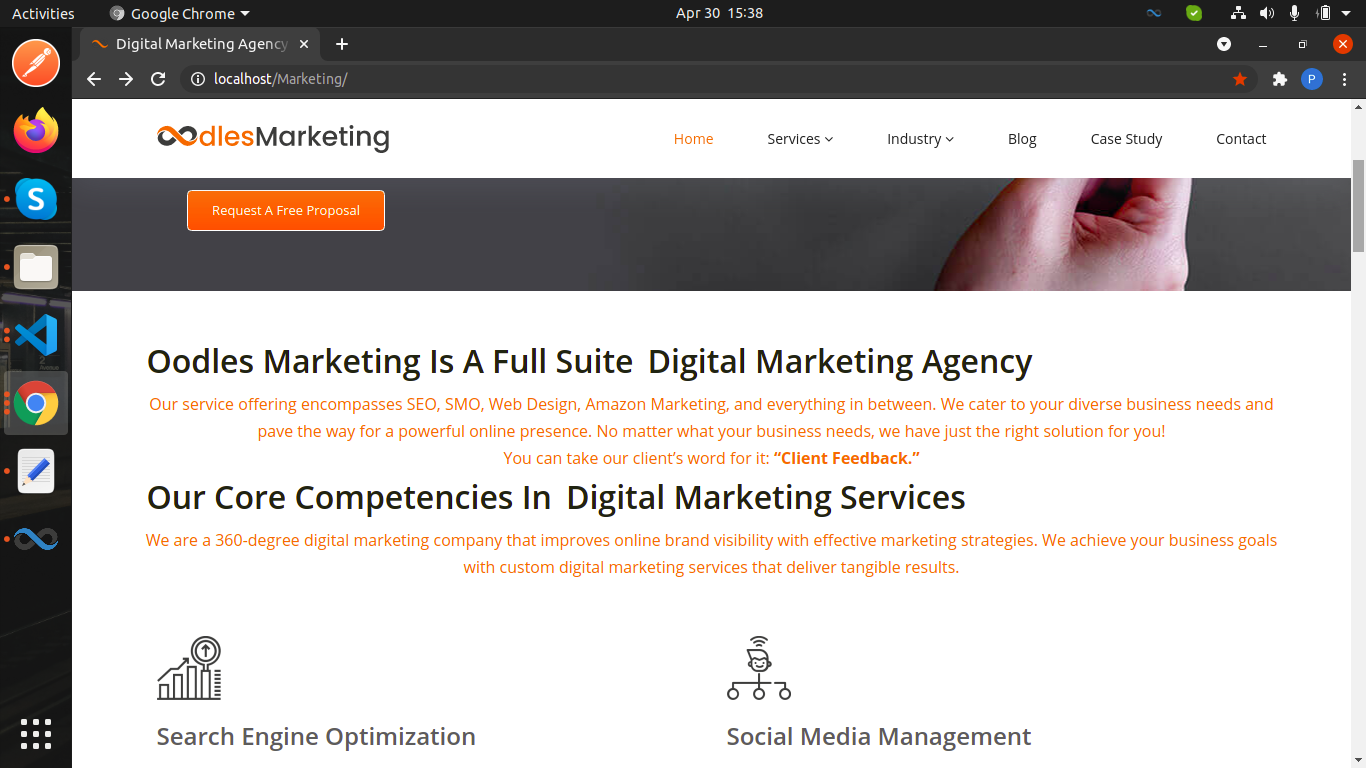 Activities Google Chrome Apr 30 15:38
Digital Marketing Agency
localhost/Marketing/ P
oodlesMarketing Home Services Industry Blog Case Study Contact
Request A Free Proposal
Oodles Marketing Is A Full Suite Digital Marketing Agency
Our service offering encompasses SEO, SMO, Web Design, Amazon Marketing, and everything in between. We cater to your diverse business needs and
pave the way for a powerful online presence. No matter what your business needs, we have just the right solution for you!
You can take our client’s word for it: “Client Feedback.”
Our Core Competencies In Digital Marketing Services
We are a 360-degree digital marketing company that improves online brand visibility with effective marketing strategies. We achieve your business goals
with custom digital marketing services that deliver tangible results.
Search Engine Optimization Social Media Management